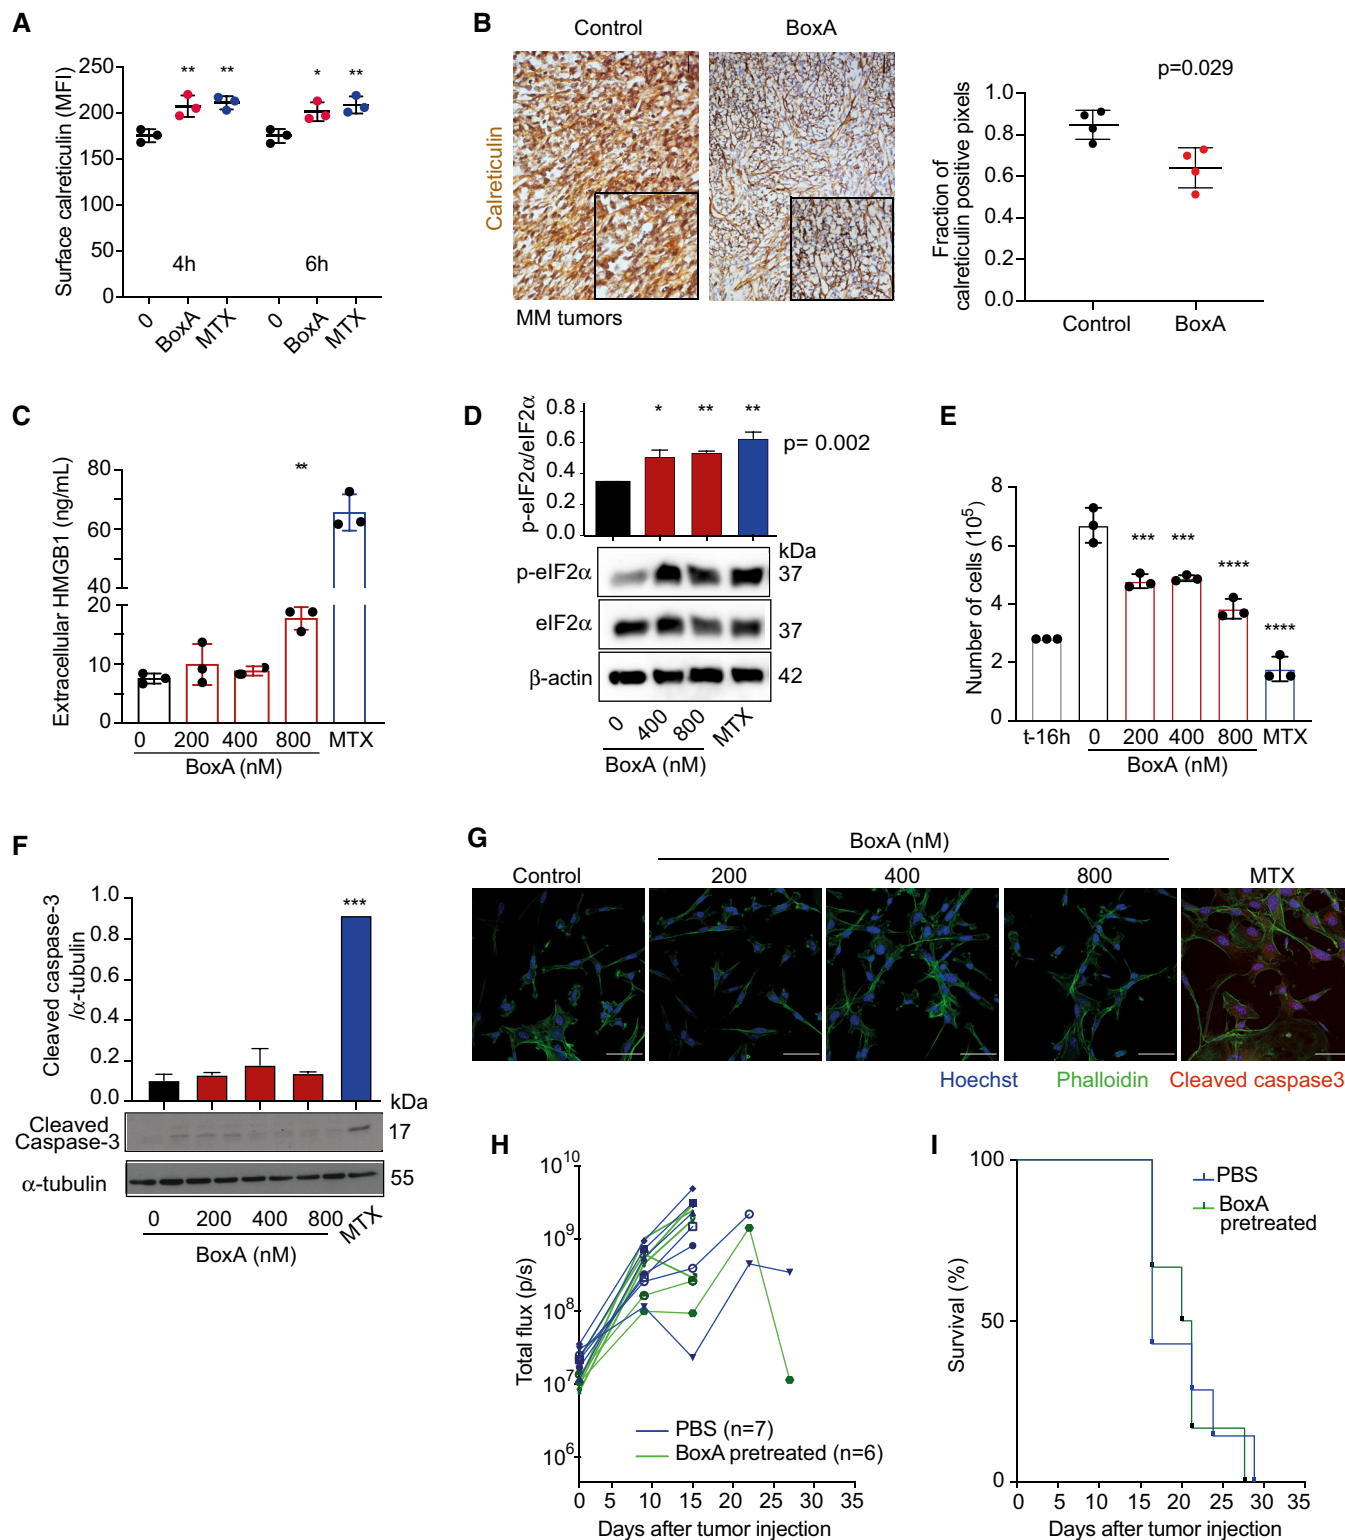 A
Surface calreticulin (MFI)
250
200
150
100
50
0
** ** * **
4h 6h
0 BoxA MTX 0 BoxA MTX
B
Control BoxA
Calreticulin
MM tumors
p=0.029
Fraction of
calreticulin positive pixels
1.0
0.8
0.6
0.4
0.2
0.0
Control BoxA
C
Extracellular HMGB1 (ng/mL)
80
60
40
20
10
0
**
0 200 400 800 MTX
BoxA (nM)
D
p-eIF2α/eIF2α
0.8
0.6
0.4
0.2
0.0
* ** **
p= 0.002
kDa
p-eIF2α 37
eIF2α 37
β-actin 42
0 400 800 MTX
BoxA (nM)
E
Number of cells (10⁵)
8
6
4
2
0
*** *** **** ****
t-16h 0 200 400 800 MTX
BoxA (nM)
F
Cleaved caspase-3
/α-tubulin
1.0
0.8
0.6
0.4
0.2
0.0
***
kDa
Cleaved
Caspase-3 17
α-tubulin 55
0 200 400 800 MTX
BoxA (nM)
G
BoxA (nM)
Control 200 400 800 MTX
Hoechst Phalloidin Cleaved caspase3
H
Total flux (p/s)
10¹⁰
10⁹
10⁸
10⁷
10⁶
PBS (n=7)
BoxA pretreated (n=6)
0 5 10 15 20 25 30 35
Days after tumor injection
I
Survival (%)
100
50
0
PBS
BoxA
pretreated
0 5 10 15 20 25 30 35
Days after tumor injection